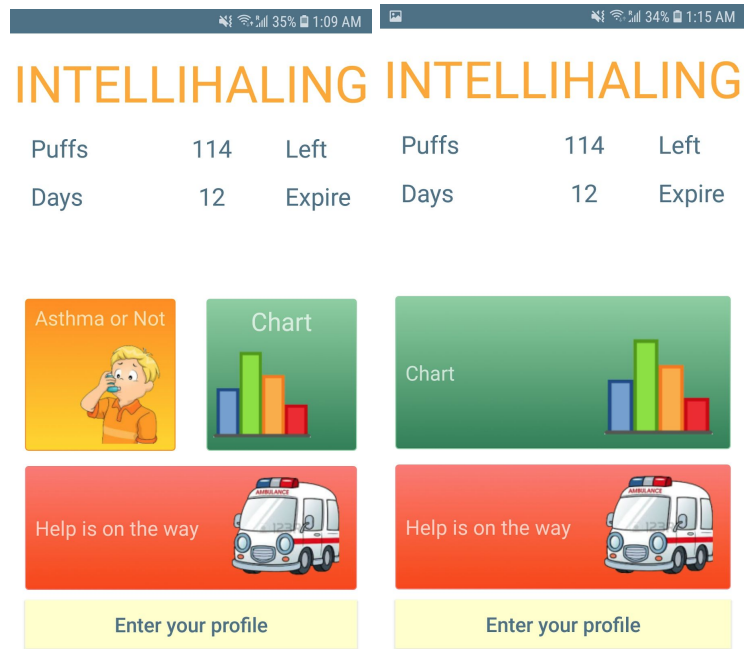 35% 1:09 AM
INTELLIHALING
Puffs 114 Left
Days 12 Expire
Asthma or Not
Chart
AMBULANCE
123
Help is on the way
Enter your profile
34% 1:15 AM
INTELLIHALING
Puffs 114 Left
Days 12 Expire
Chart
AMBULANCE
123
Help is on the way
Enter your profile